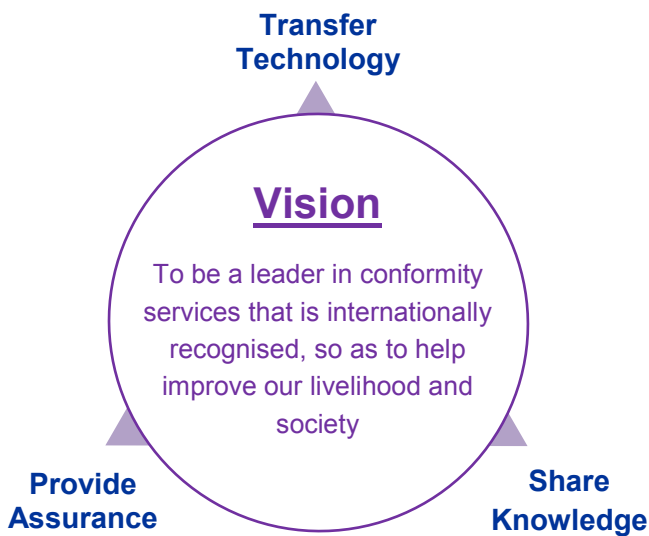 Transfer
Technology
Vision
To be a leader in conformity
services that is internationally
recognised, so as to help
improve our livelihood and
society
Provide
Assurance
Share
Knowledge